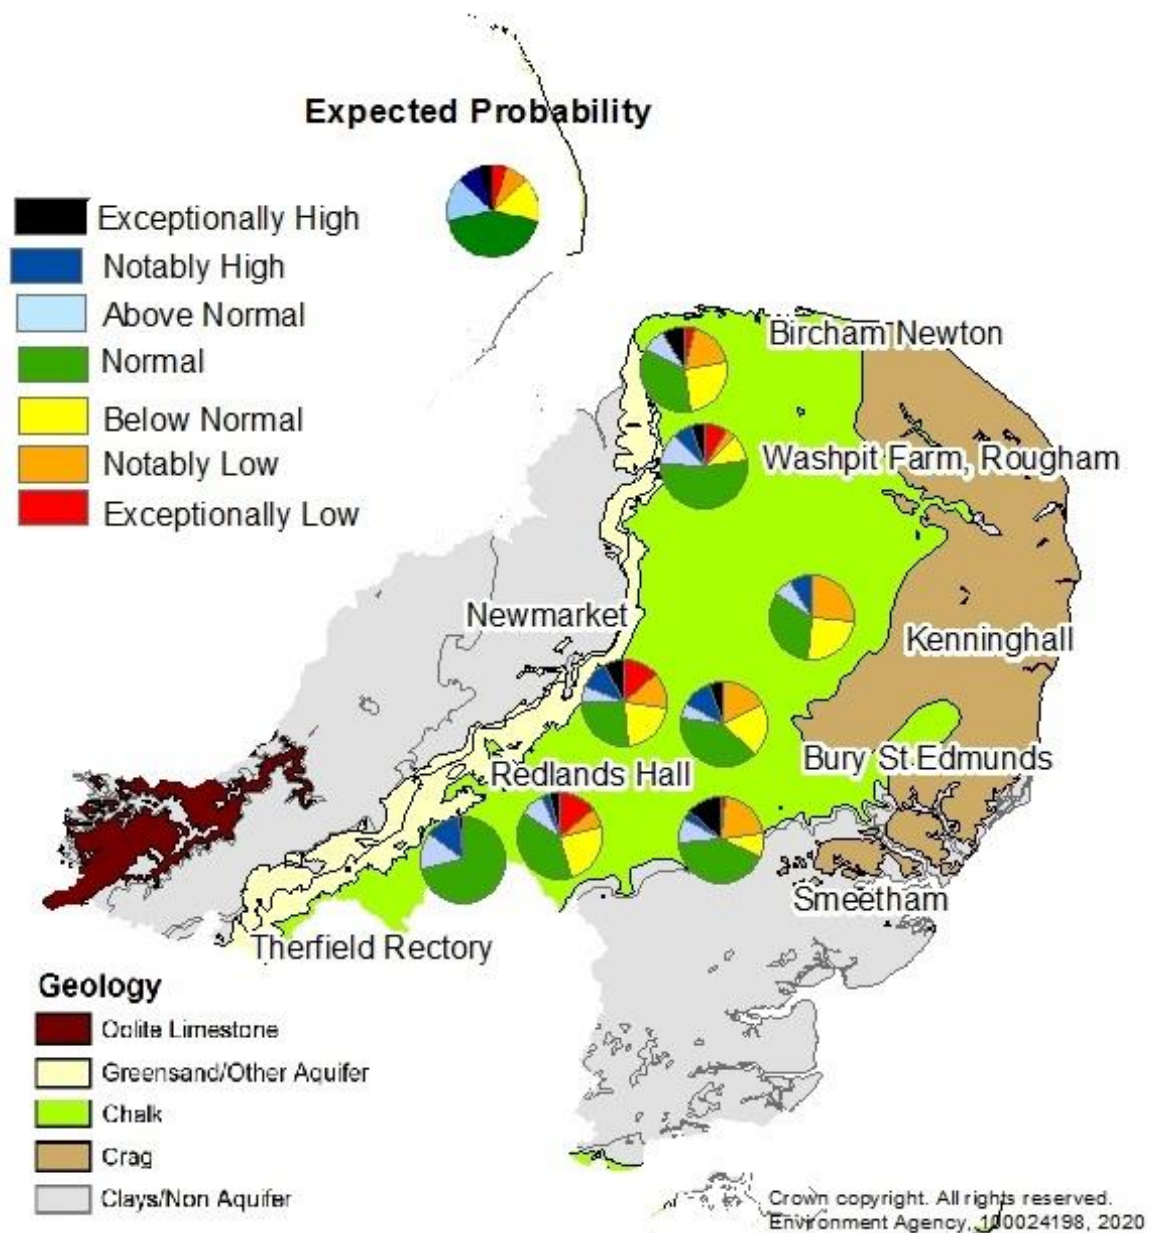 Expected Probability
Exceptionally High
Notably High
Above Normal
Normal
Below Normal
Notably Low
Exceptionally Low
Bircham Newton
Washpit Farm, Rougham
Newmarket
Kenninghall
Bury St.Edmunds
Redlands Hall
Smeetham
Therfield Rectory
Geology
Oolite Limestone
Greensand/Other Aquifer
Chalk
Crag
Clays/Non Aquifer
Crown copyright. All rights reserved.
Environment Agency, 100024198, 2020